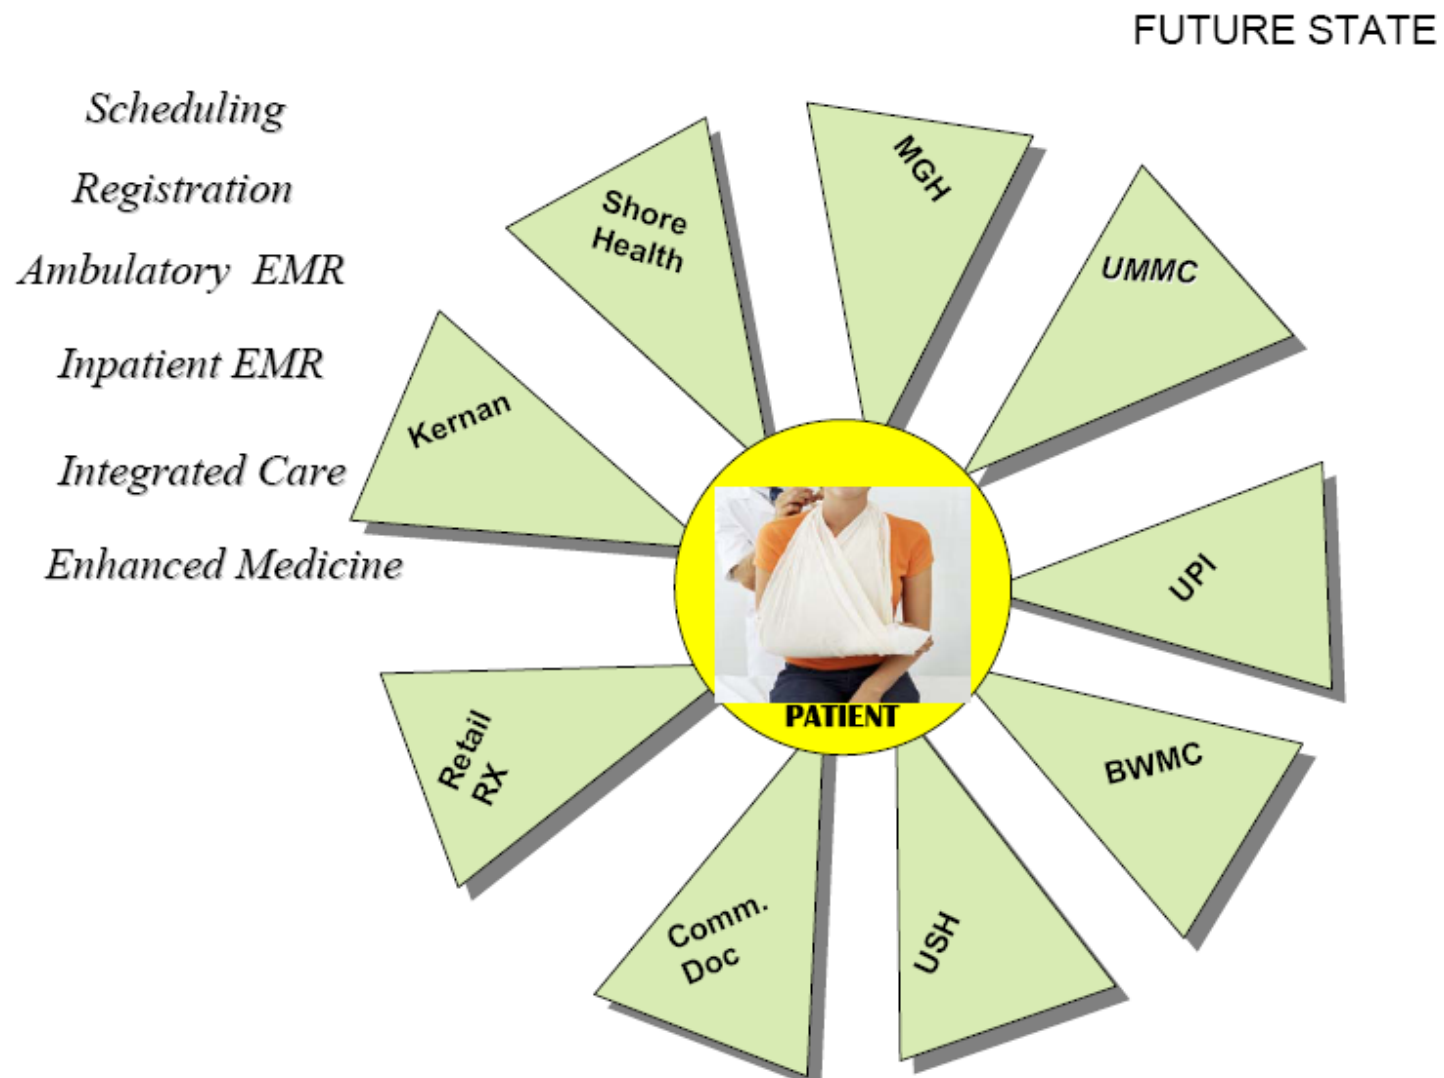 FUTURE STATE
Scheduling
Registration
Ambulatory EMR
Inpatient EMR
Integrated Care
Enhanced Medicine
Kernan
Shore
Health
MGH
UMMC
UPI
BWMC
USH
Comm.
Doc
Retail
RX
PATIENT